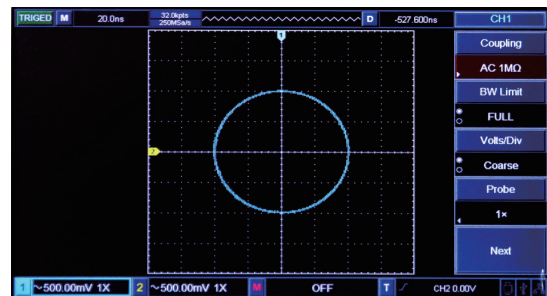 TRIGED M 20.0ns 32.0kpts D -527.600ns CH1
250MSa/s
1
Coupling
AC 1MΩ
BW Limit
FULL
Volts/Div
2
Coarse
Probe
1×
Next
1 ~500.00mV 1X 2 ~500.00mV 1X M OFF T CH2 0.00V